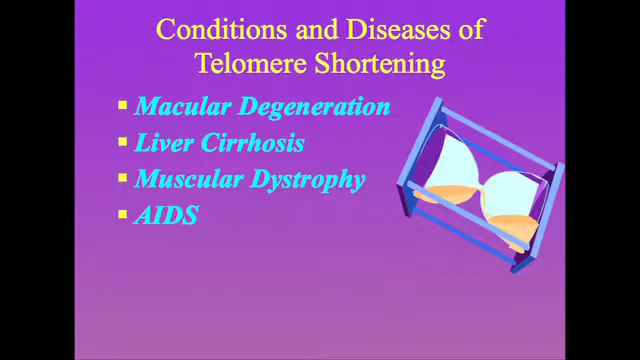 Conditions and Diseases of
Telomere Shortening
Macular Degeneration
Liver Cirrhosis
Muscular Dystrophy
AIDS